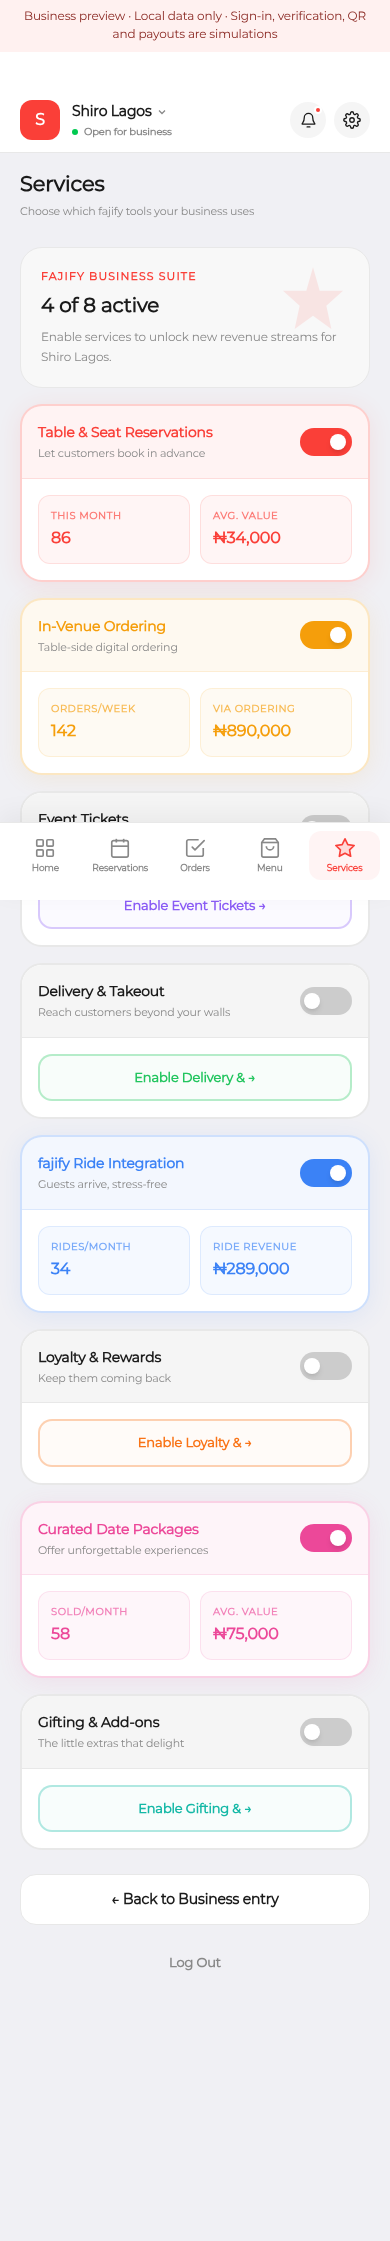 Business preview · Local data only · Sign-in, verification, QR
and payouts are simulations
S
Shiro Lagos
Open for business
Services
Choose which fajify tools your business uses
FAJIFY BUSINESS SUITE
4 of 8 active
Enable services to unlock new revenue streams for
Shiro Lagos.
Table & Seat Reservations
Let customers book in advance
THIS MONTH
86
AVG. VALUE
₦34,000
In-Venue Ordering
Table-side digital ordering
ORDERS/WEEK
142
VIA ORDERING
₦890,000
Event Tickets
Home
Reservations
Orders
Menu
Services
Enable Event Tickets →
Delivery & Takeout
Reach customers beyond your walls
Enable Delivery & →
fajify Ride Integration
Guests arrive, stress-free
RIDES/MONTH
34
RIDE REVENUE
₦289,000
Loyalty & Rewards
Keep them coming back
Enable Loyalty & →
Curated Date Packages
Offer unforgettable experiences
SOLD/MONTH
58
AVG. VALUE
₦75,000
Gifting & Add-ons
The little extras that delight
Enable Gifting & →
← Back to Business entry
Log Out